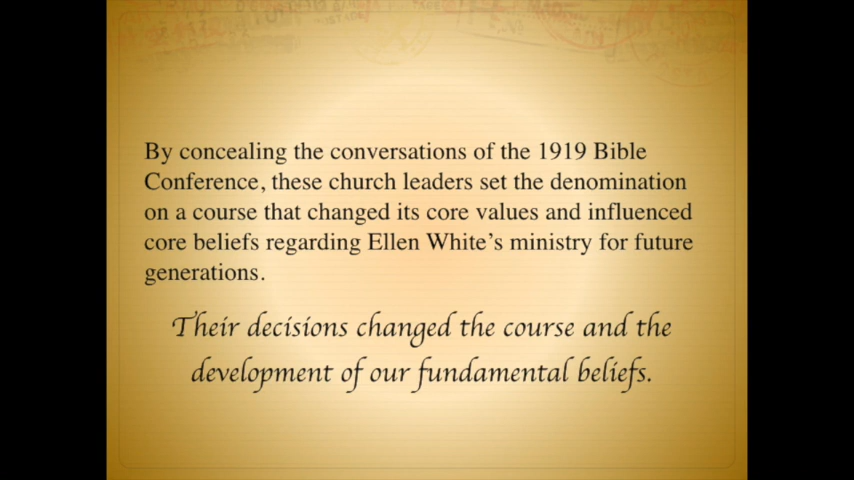 By concealing the conversations of the 1919 Bible
Conference, these church leaders set the denomination
on a course that changed its core values and influenced
core beliefs regarding Ellen White’s ministry for future
generations.
Their decisions changed the course and the
development of our fundamental beliefs.